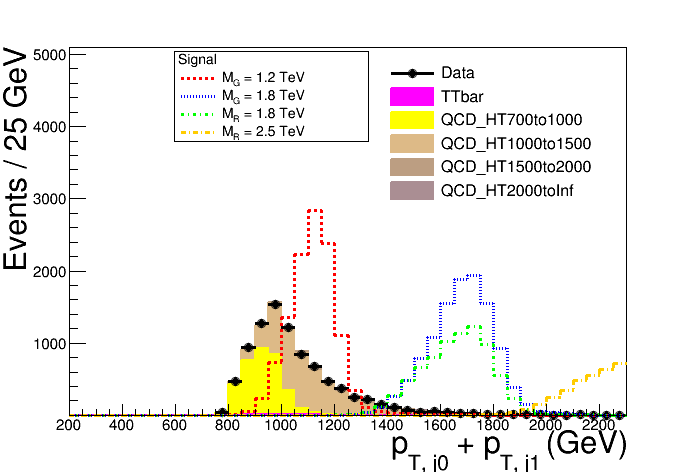 Events / 25 GeV
5000
4000
3000
2000
1000
Signal
M_G = 1.2 TeV
M_G = 1.8 TeV
M_R = 1.8 TeV
M_R = 2.5 TeV
Data
TTbar
QCD_HT700to1000
QCD_HT1000to1500
QCD_HT1500to2000
QCD_HT2000toInf
200 400 600 800 1000 1200 1400 1600 1800 2000 2200
p_T, j0 + p_T, j1 (GeV)